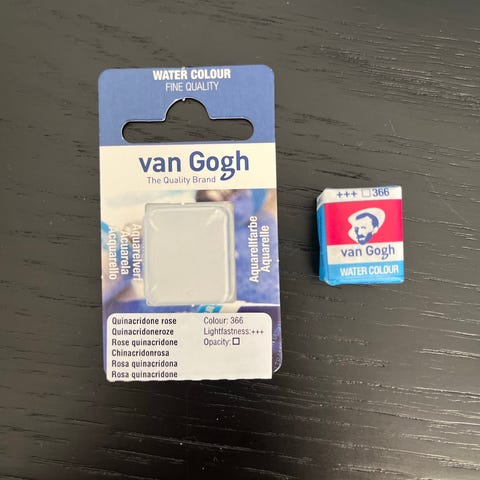 WATER COLOUR
FINE QUALITY
van Gogh
The Quality Brand
Aquarelverf
Acuarela
Acquarello
Aquarellfarbe
Aquarelle
Quinacridone rose
Quinacridoneroze
Rose quinacridone
Chinacridonrosa
Rosa quinacridona
Rosa quinacridone
Colour: 366
Lightfastness:+++
Opacity:□
+++ □366
van Gogh
WATER COLOUR